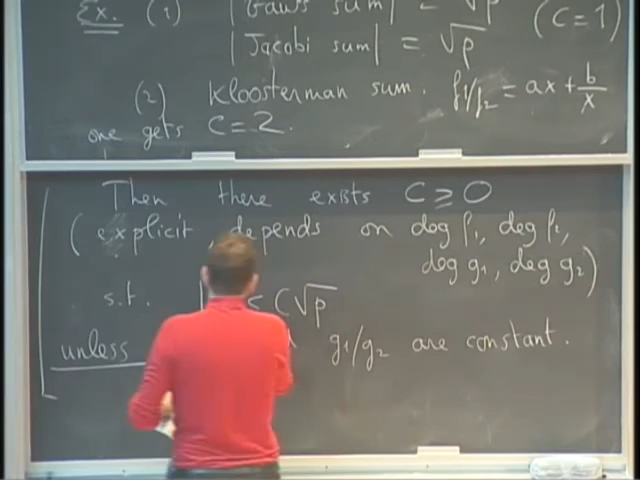 Ex. (1) |Gauss sum| = √p (C=1)
|Jacobi sum| = √p
(2) Kloosterman sum. f1/f2 = ax + b/x
one gets C=2.
Then there exists C ≥ 0
(explicit, depends on deg f1, deg f2,
deg g1, deg g2)
s.t. | ≤ C√p
unless g1/g2 are constant.